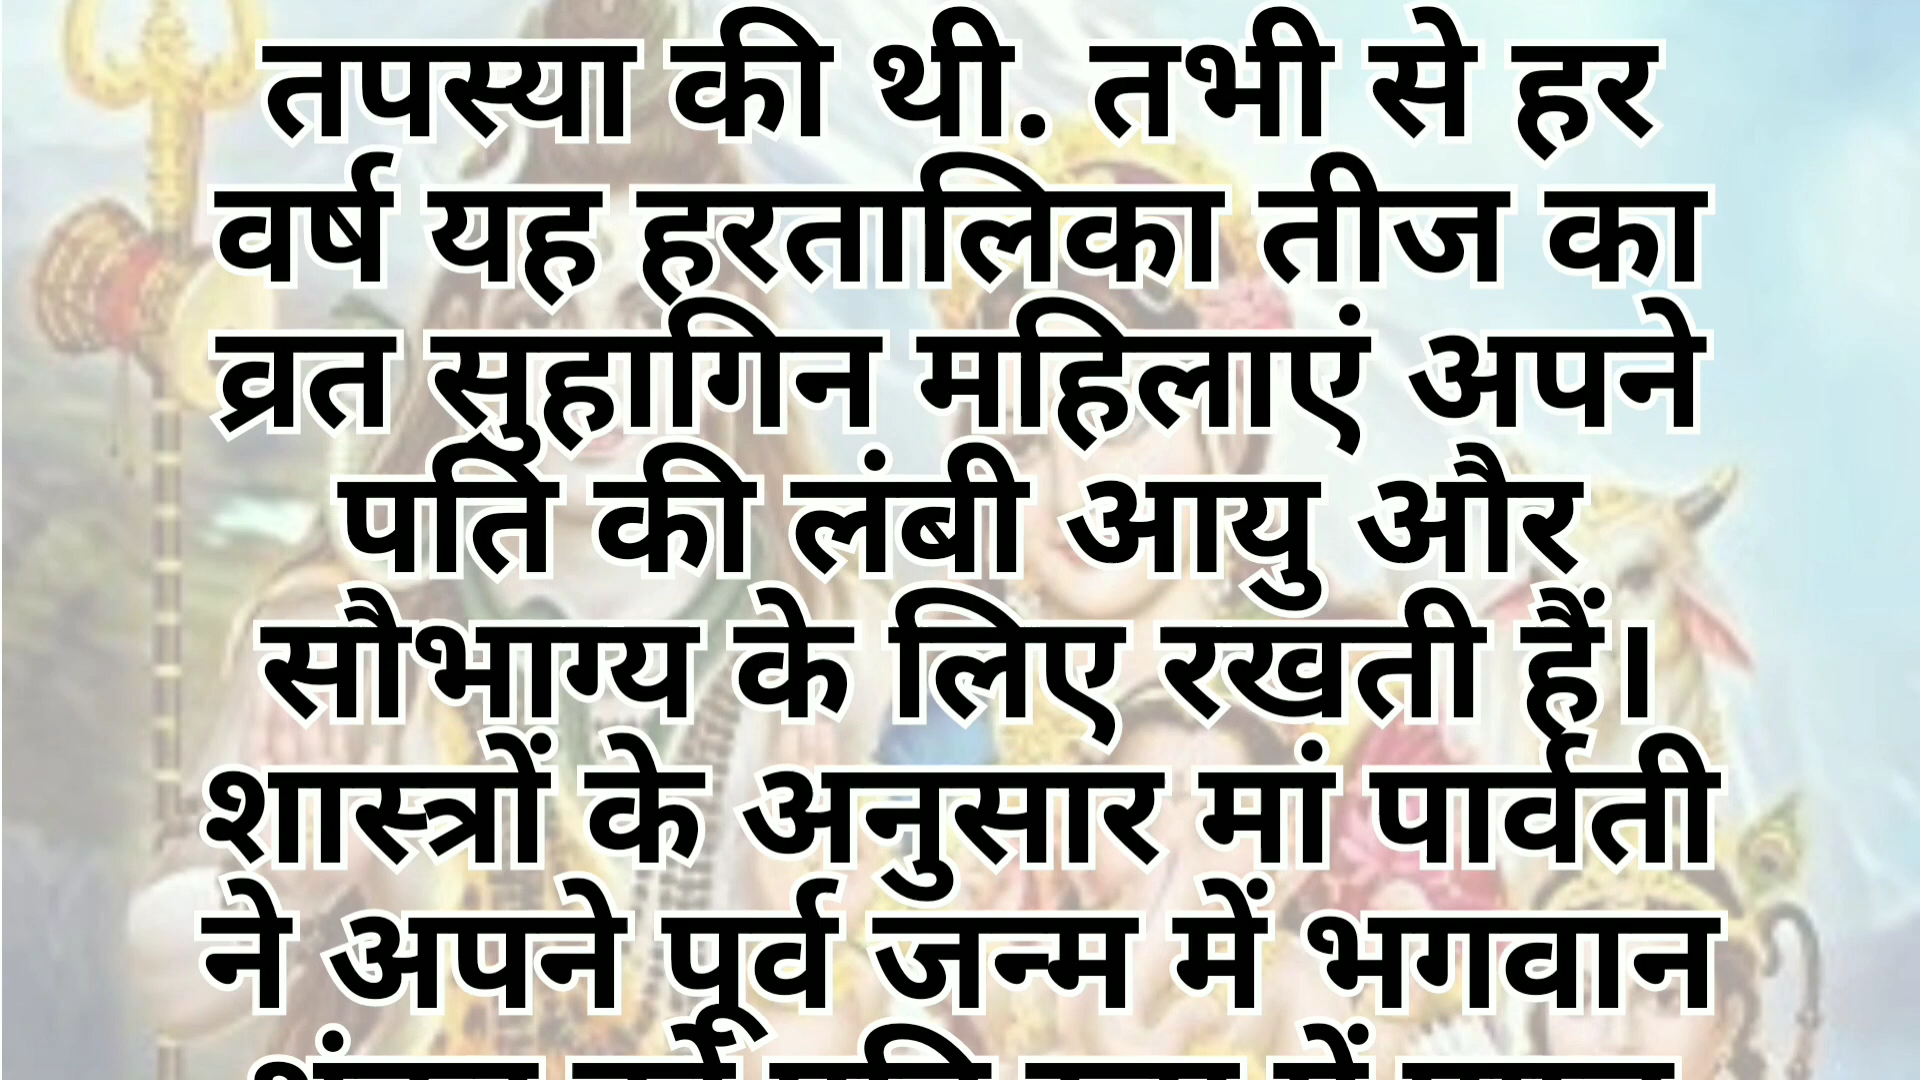 तपस्या की थी. तभी से हर
वर्ष यह हरतालिका तीज का
व्रत सुहागिन महिलाएं अपने
पति की लंबी आयु और
सौभाग्य के लिए रखती हैं।
शास्त्रों के अनुसार मां पार्वती
ने अपने पूर्व जन्म में भगवान